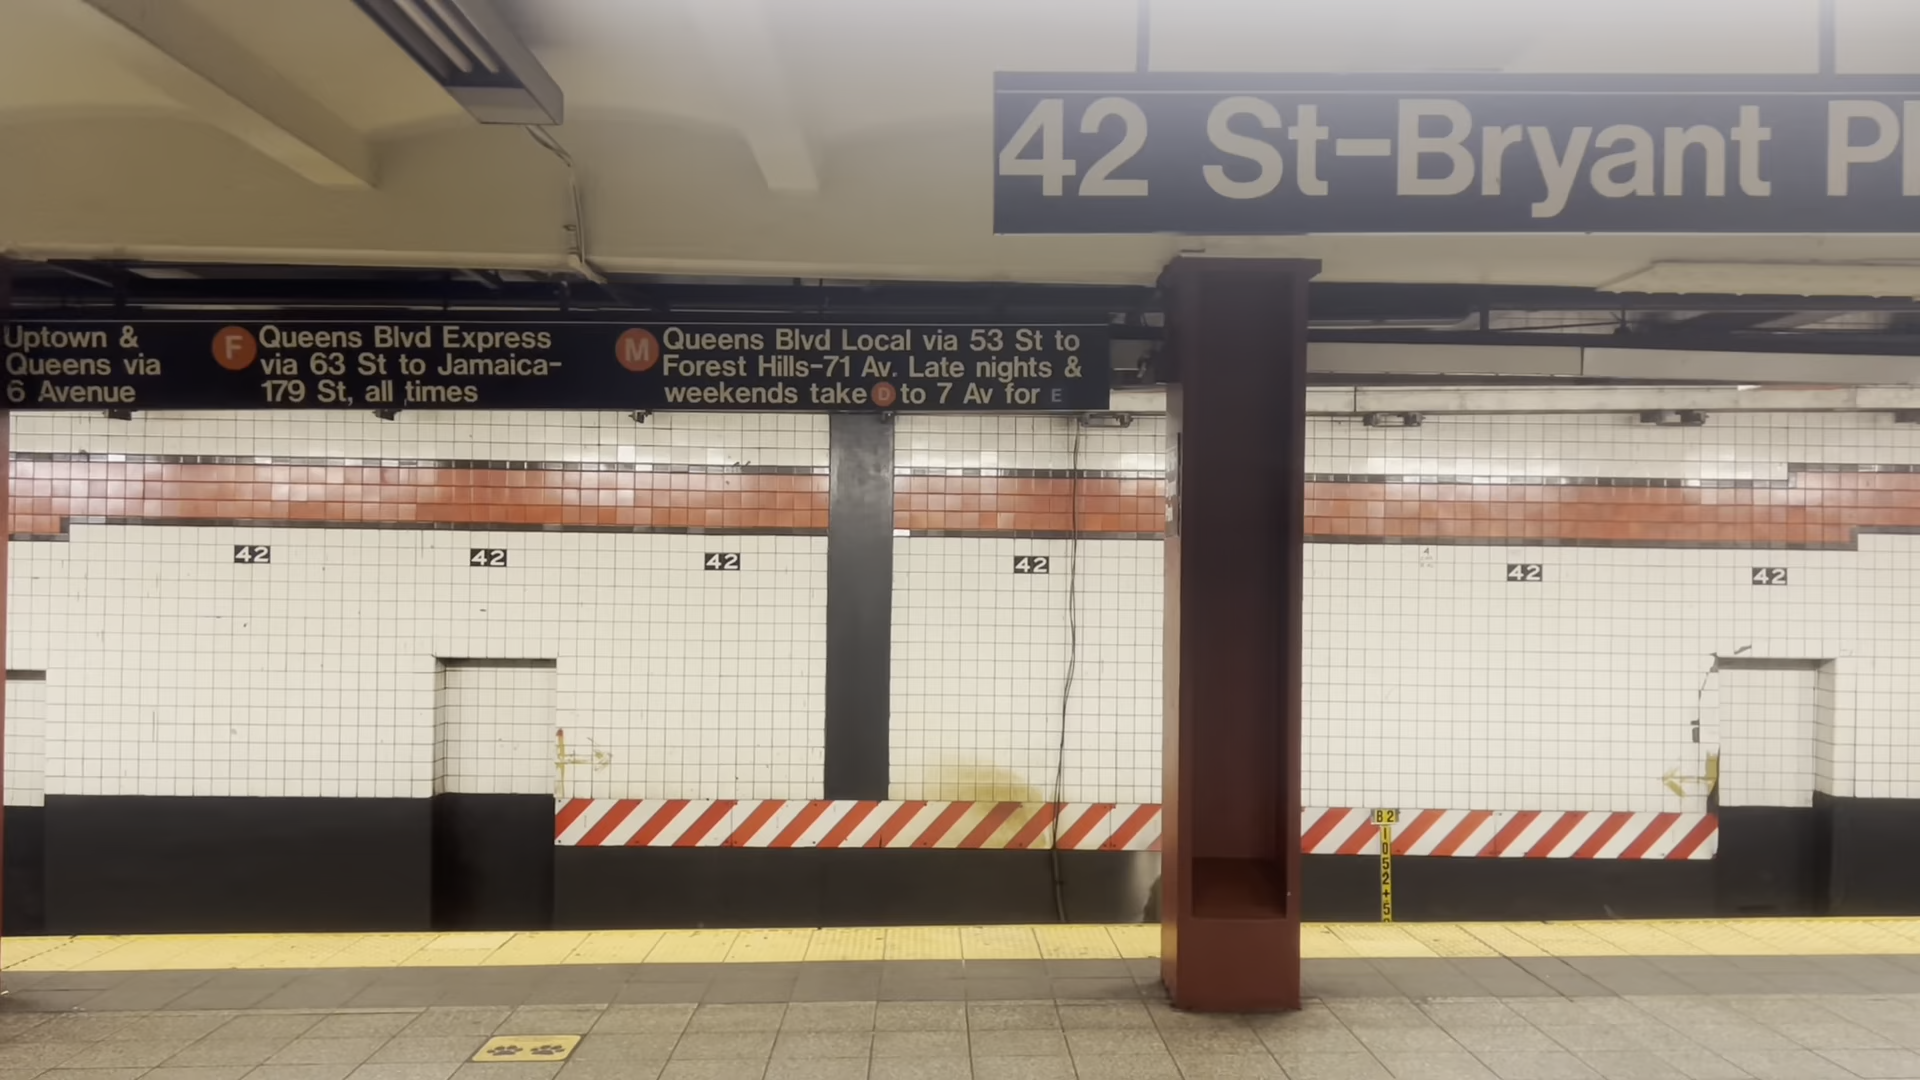 42 St-Bryant P
Uptown &
Queens via
6 Avenue
F
Queens Blvd Express
via 63 St to Jamaica-
179 St, all times
M
Queens Blvd Local via 53 St to
Forest Hills-71 Av. Late nights &
weekends take D to 7 Av for E
42
42
42
42
42
42
B2
1052+5